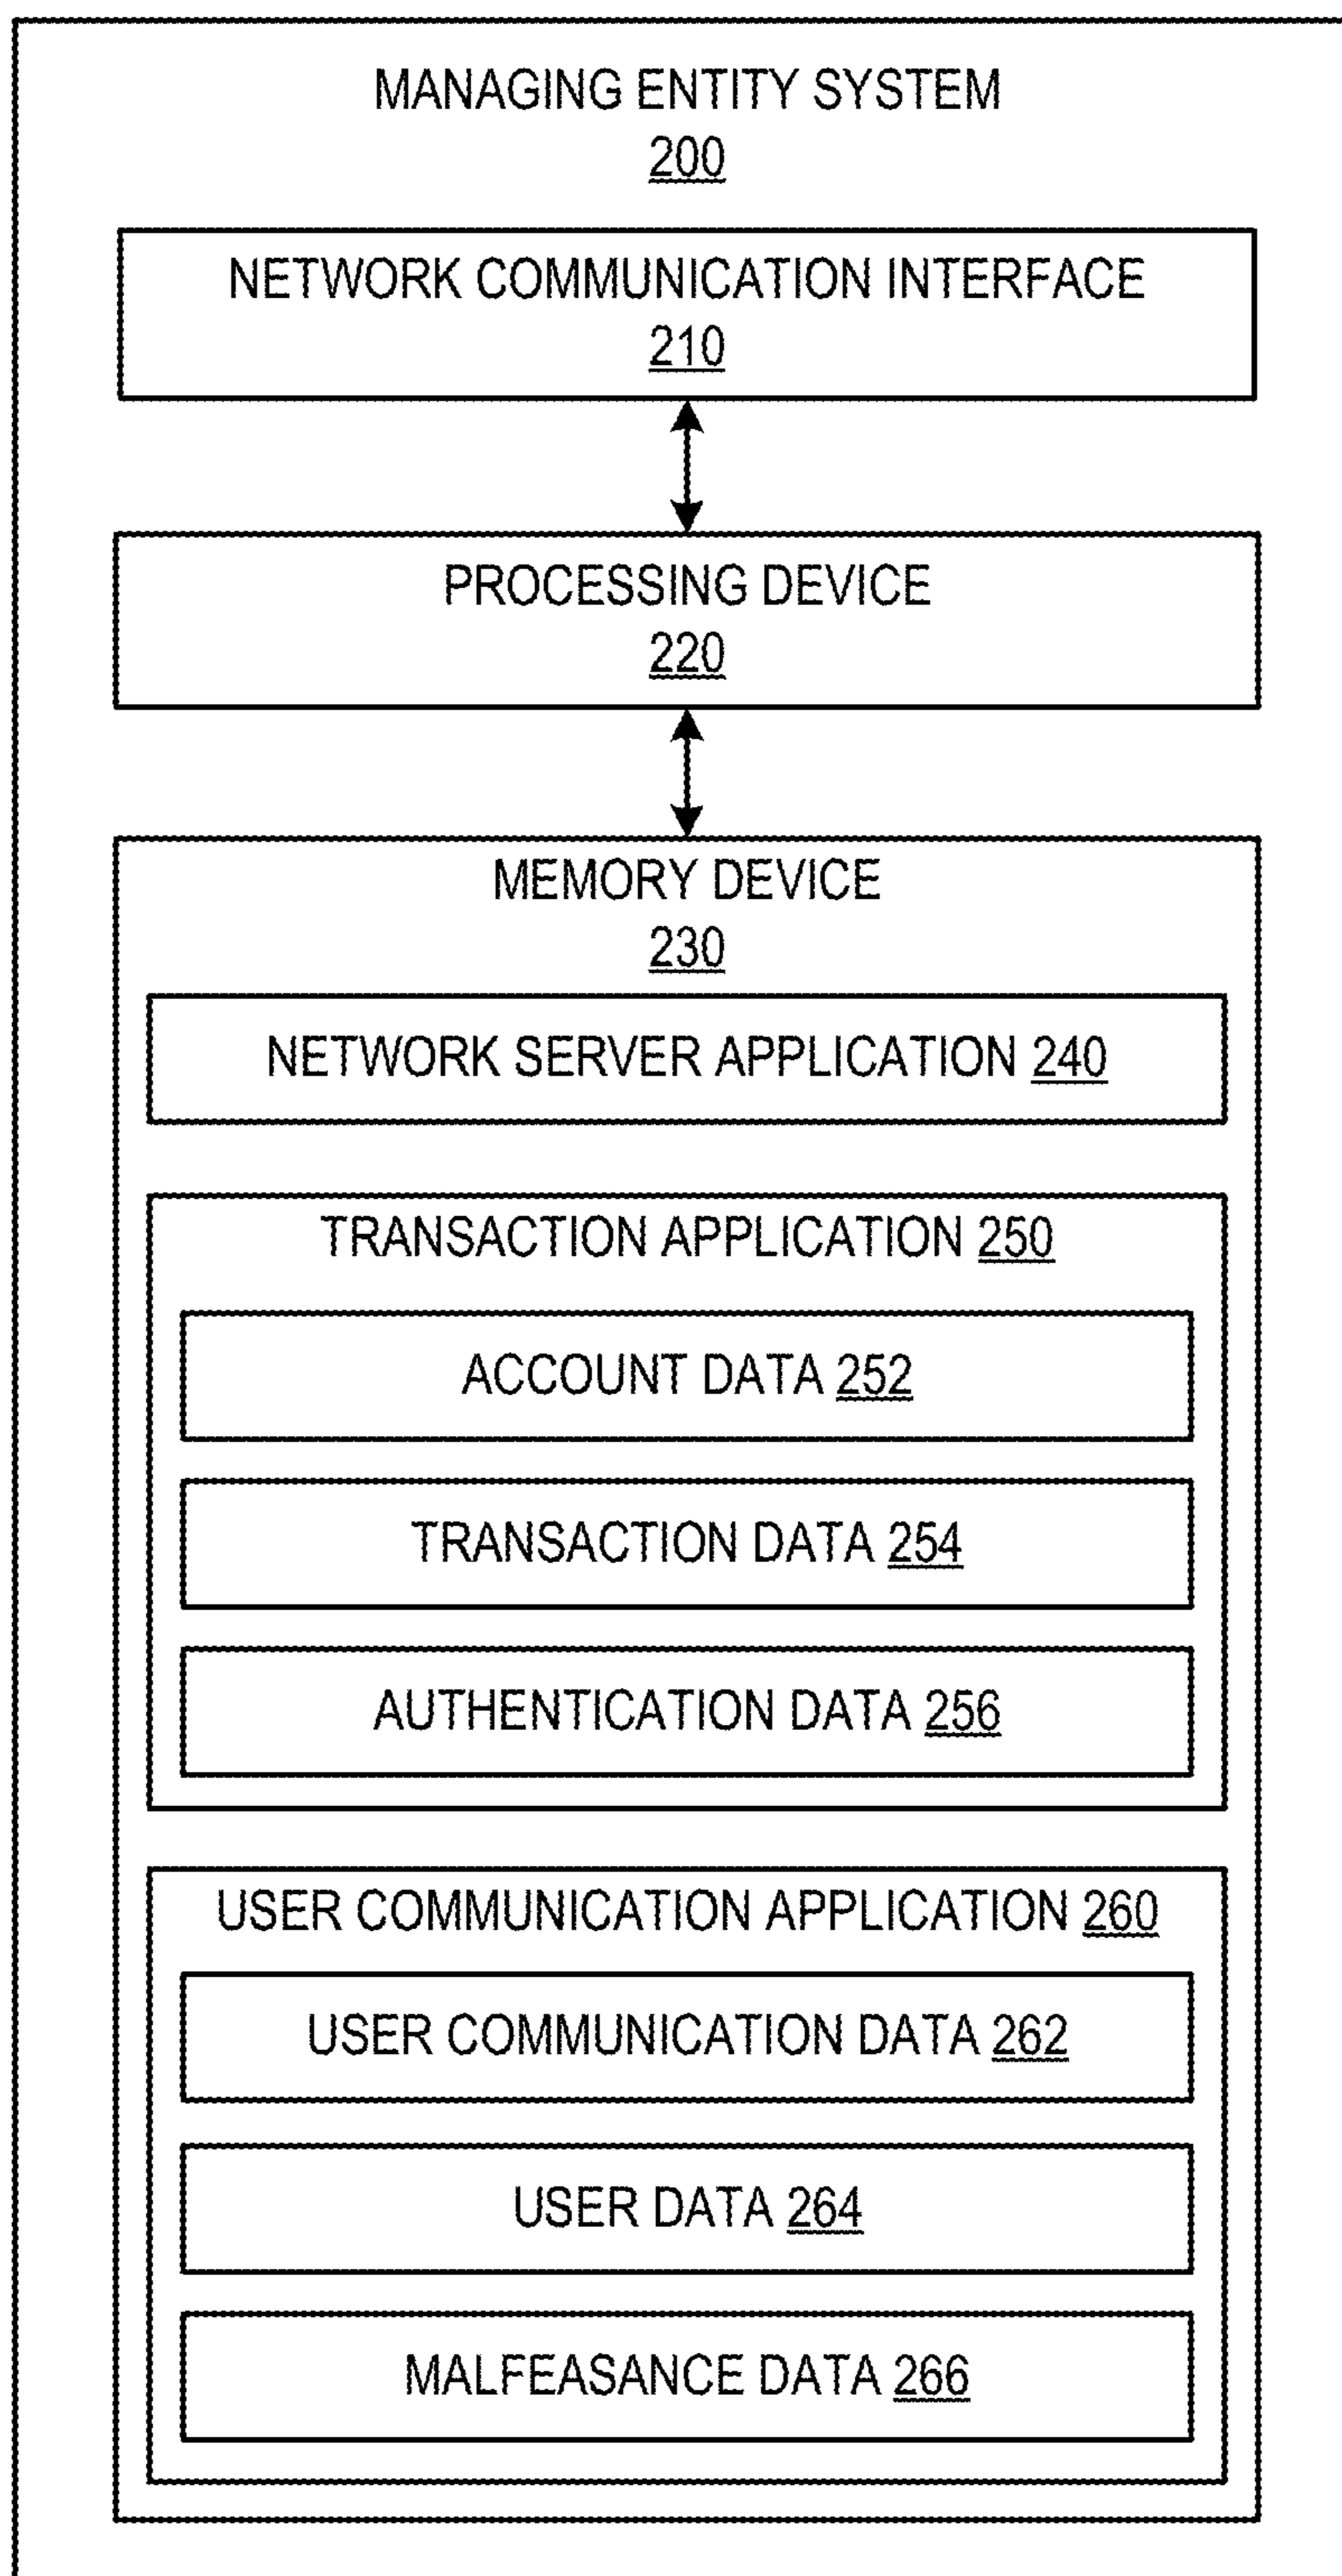 MANAGING ENTITY SYSTEM
200
NETWORK COMMUNICATION INTERFACE
210
PROCESSING DEVICE
220
MEMORY DEVICE
230
NETWORK SERVER APPLICATION 240
TRANSACTION APPLICATION 250
ACCOUNT DATA 252
TRANSACTION DATA 254
AUTHENTICATION DATA 256
USER COMMUNICATION APPLICATION 260
USER COMMUNICATION DATA 262
USER DATA 264
MALFEASANCE DATA 266